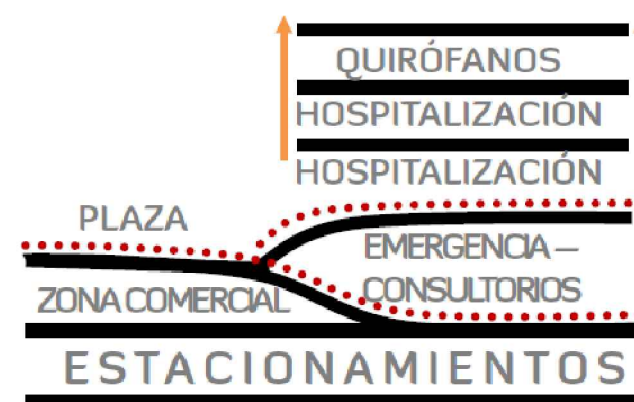 QUIRÓFANOS
HOSPITALIZACIÓN
HOSPITALIZACIÓN
PLAZA
EMERGENCIA –
CONSULTORIOS
ZONA COMERCIAL
ESTACIONAMIENTOS